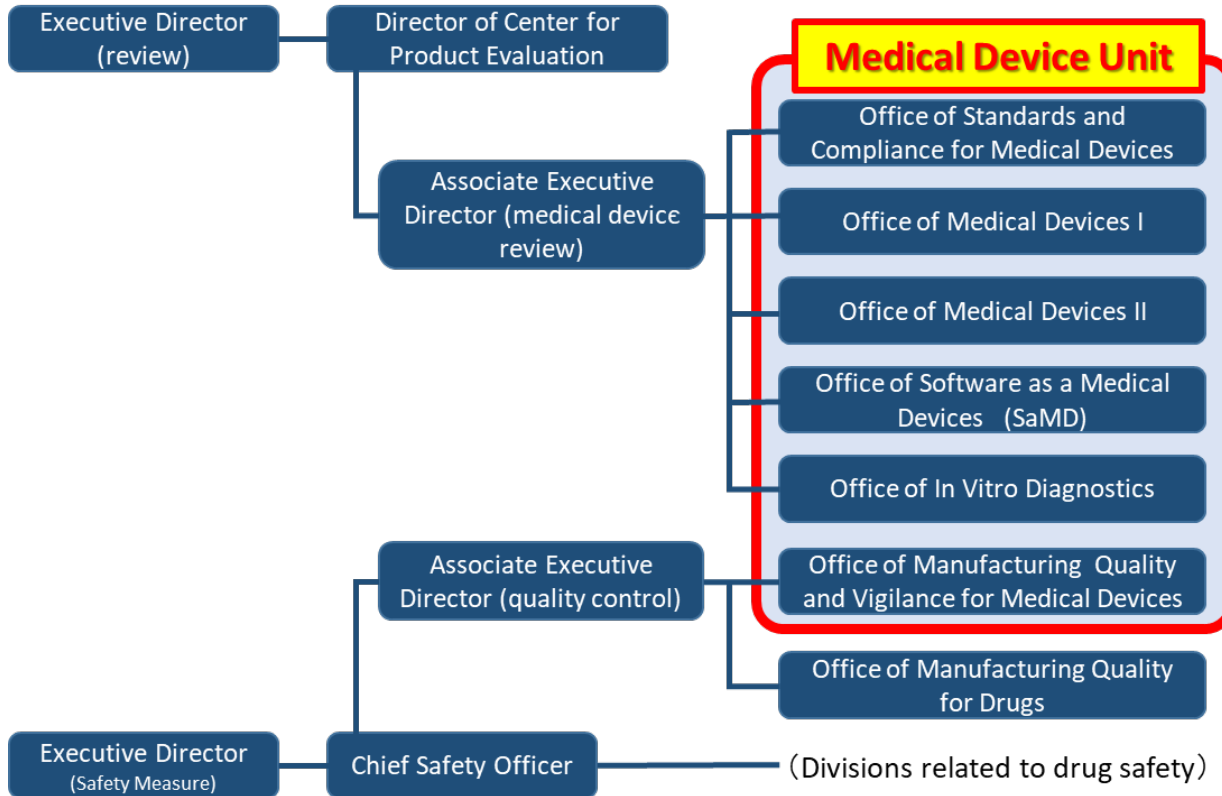 Executive Director
(review)
Director of Center for
Product Evaluation
Medical Device Unit
Office of Standards and
Compliance for Medical Devices
Associate Executive
Director (medical device
review)
Office of Medical Devices I
Office of Medical Devices II
Office of Software as a Medical
Devices (SaMD)
Office of In Vitro Diagnostics
Associate Executive
Director (quality control)
Office of Manufacturing Quality
and Vigilance for Medical Devices
Office of Manufacturing Quality
for Drugs
Executive Director
(Safety Measure)
Chief Safety Officer
（Divisions related to drug safety）